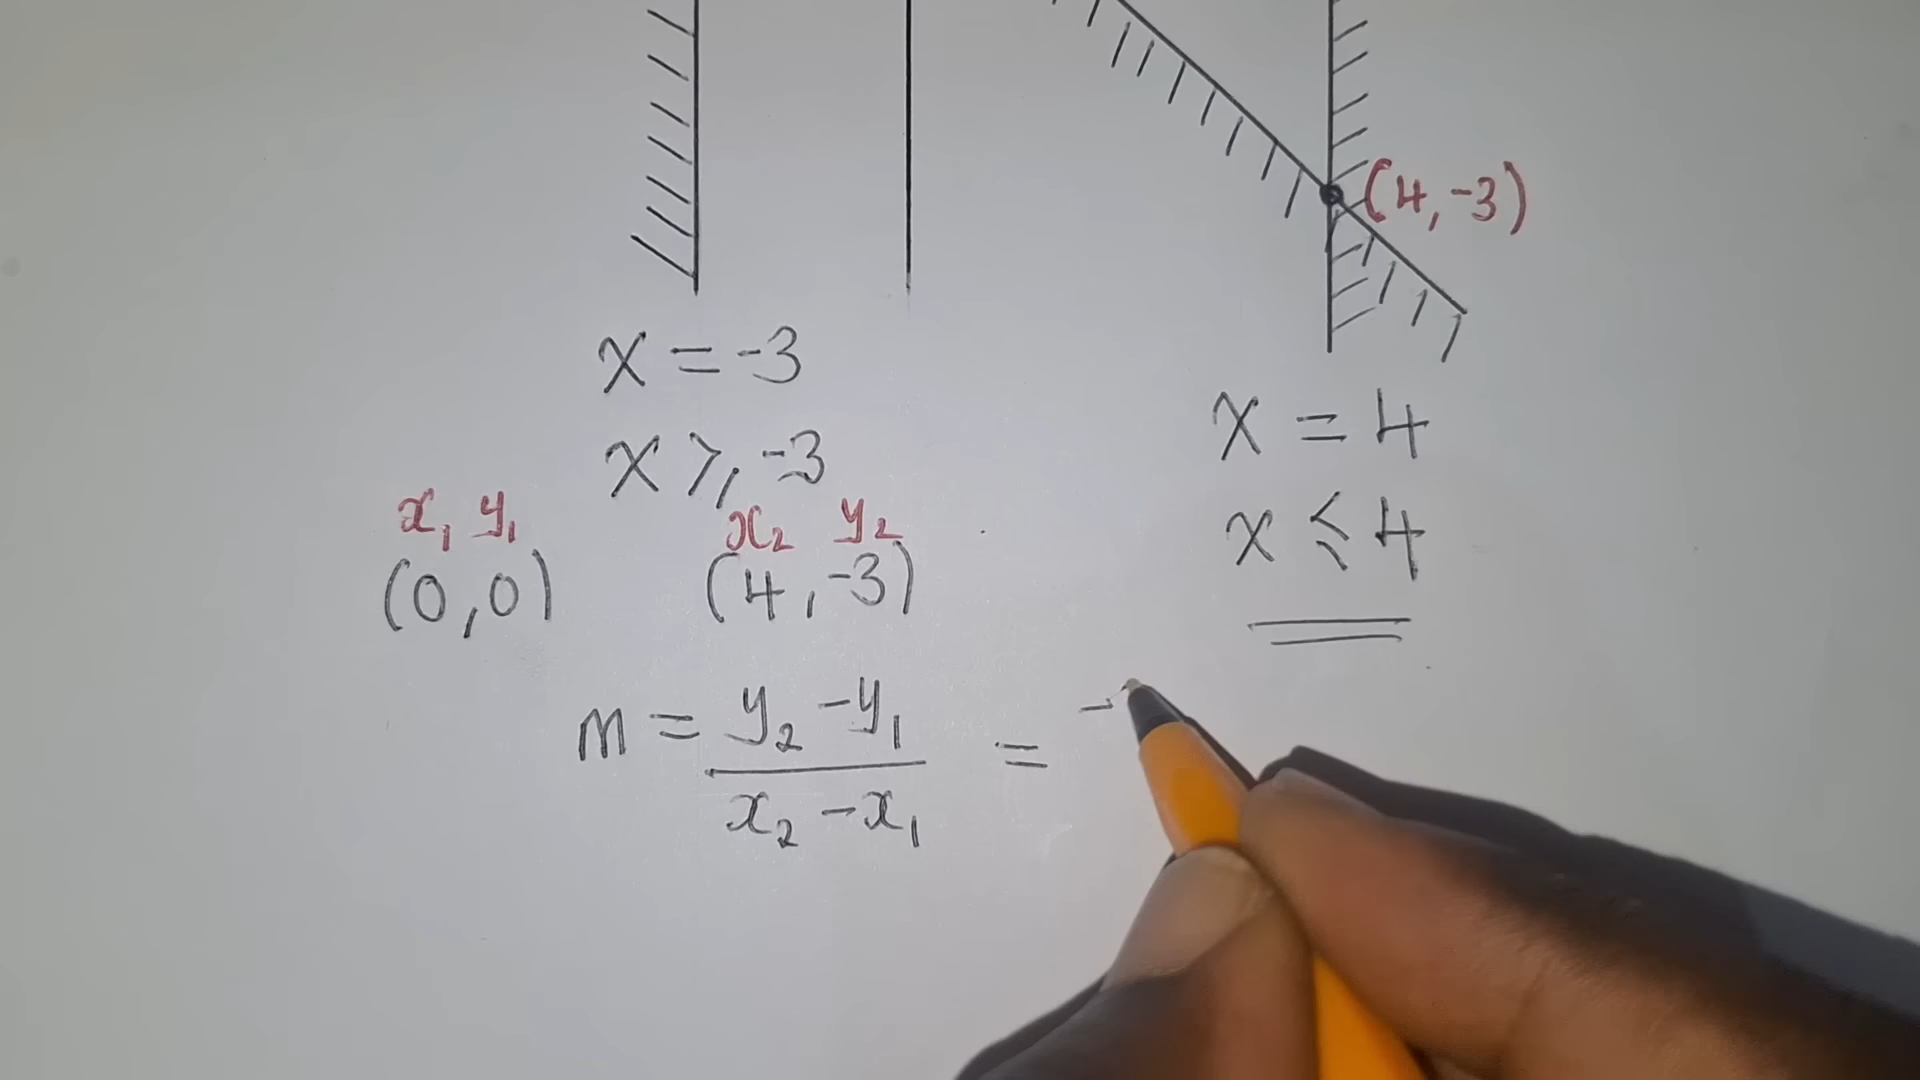 (4, -3)
x = -3
x ≥ -3
x = 4
x ≤ 4
x₁ y₁
x₂ y₂
(0,0)
(4, -3)
m = y₂ - y₁ / x₂ - x₁ = -